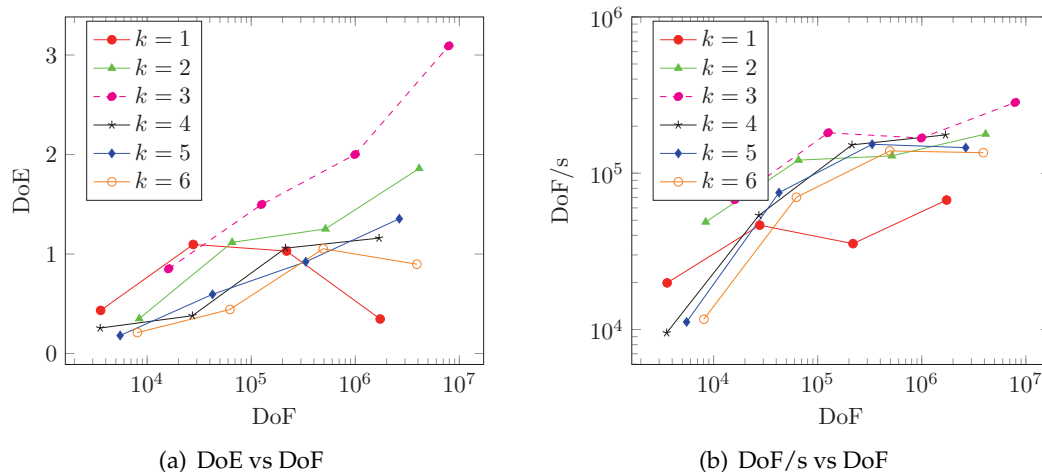 k = 1
k = 2
k = 3
k = 4
k = 5
k = 6
3
2
1
0
DoE
10^4
10^5
10^6
10^7
DoF
(a) DoE vs DoF
k = 1
k = 2
k = 3
k = 4
k = 5
k = 6
10^6
10^5
10^4
DoF/s
10^4
10^5
10^6
10^7
DoF
(b) DoF/s vs DoF